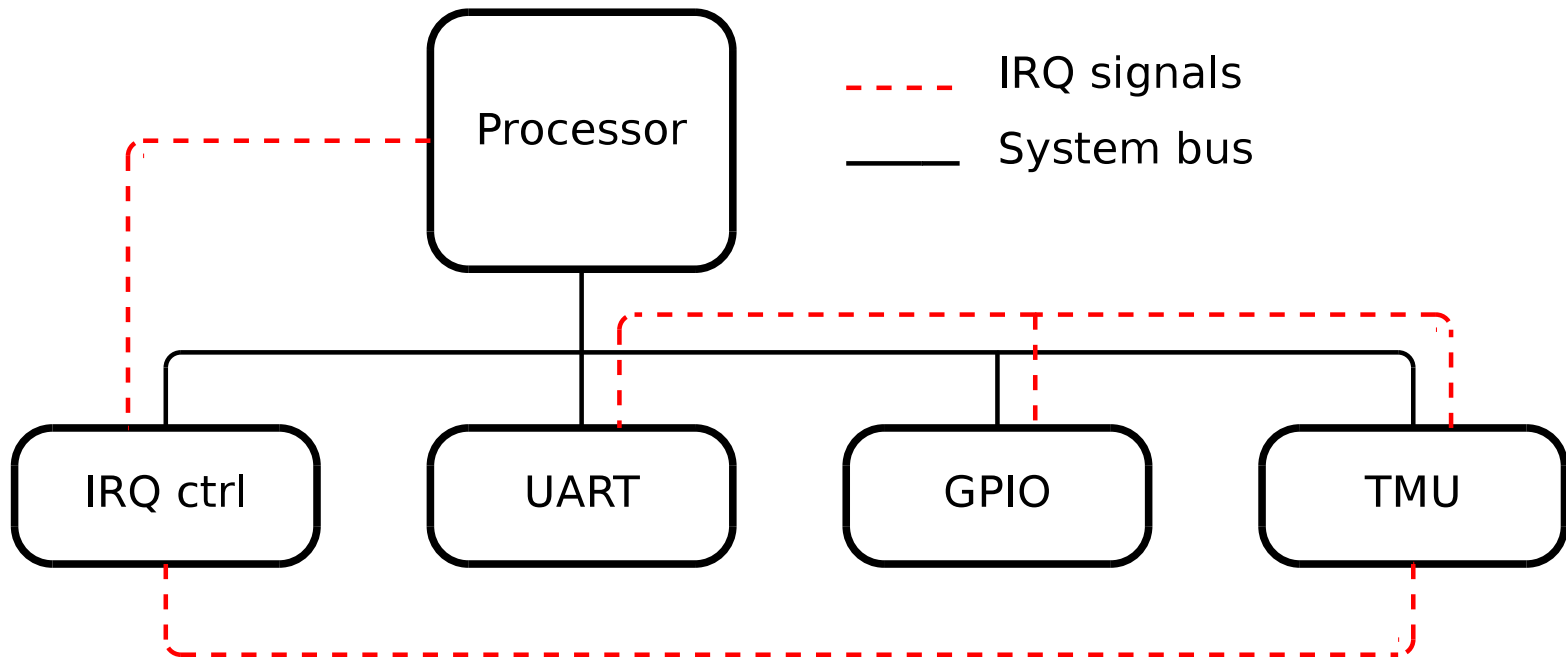 IRQ signals
Processor
System bus
IRQ ctrl
UART
GPIO
TMU